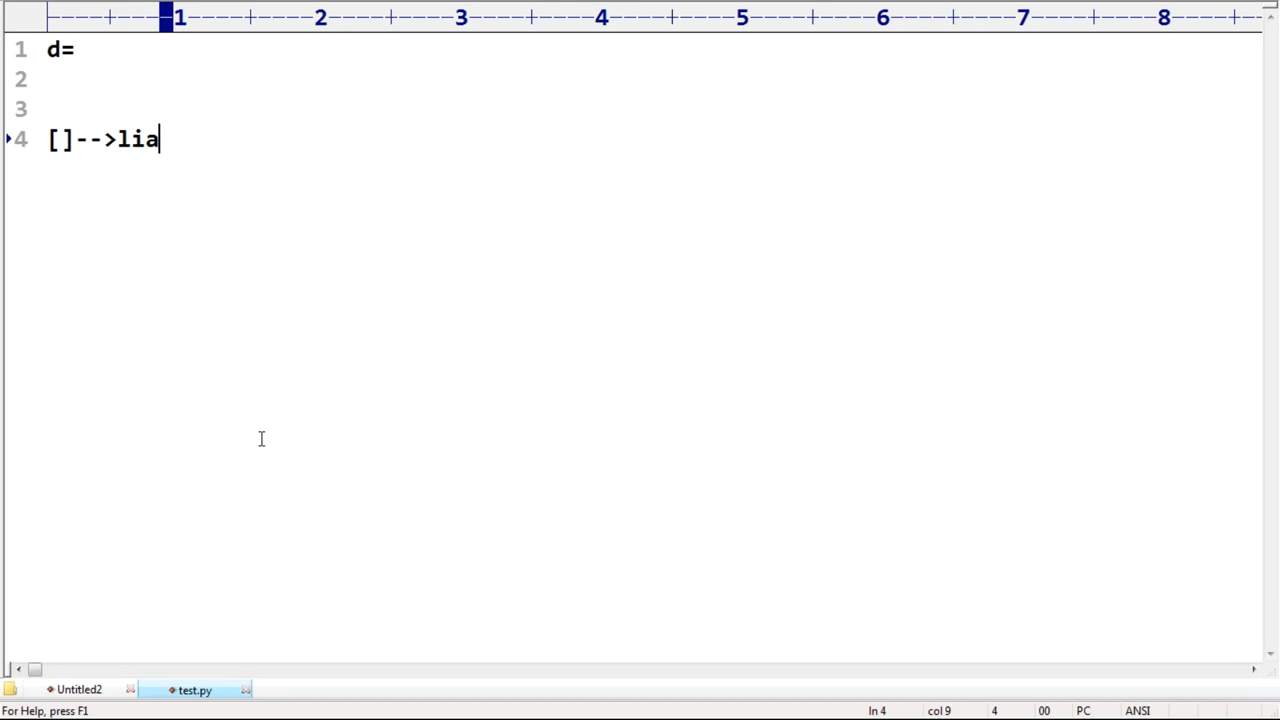 1 2 3 4 5 6 7 8
1 d=
2
3
4 []-->lia
Untitled2 test.py
For Help, press F1 ln 4 col 9 4 00 PC ANSI